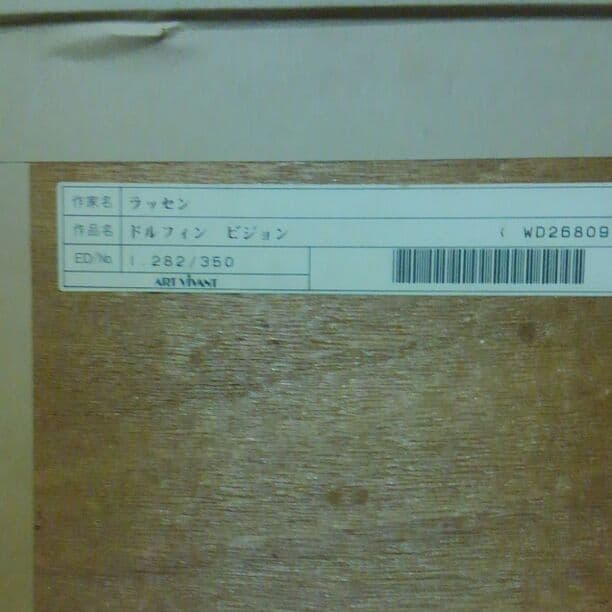 作家名 ラッセン
作品名 ドルフィン ビジョン ( WD26809
ED/No. I. 282/350
ART VIVANT